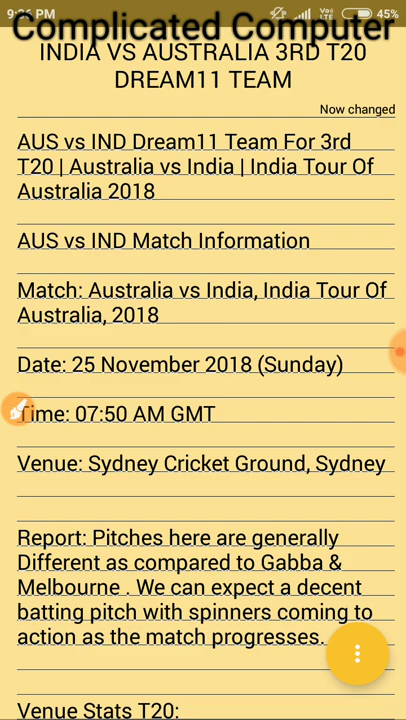 9:36 PM VoD LTE 45%
Complicated Computer
INDIA VS AUSTRALIA 3RD T20
DREAM11 TEAM
Now changed
AUS vs IND Dream11 Team For 3rd
T20 | Australia vs India | India Tour Of
Australia 2018
AUS vs IND Match Information
Match: Australia vs India, India Tour Of
Australia, 2018
Date: 25 November 2018 (Sunday)
Time: 07:50 AM GMT
Venue: Sydney Cricket Ground, Sydney
Report: Pitches here are generally
Different as compared to Gabba &
Melbourne . We can expect a decent
batting pitch with spinners coming to
action as the match progresses.
Venue Stats T20: